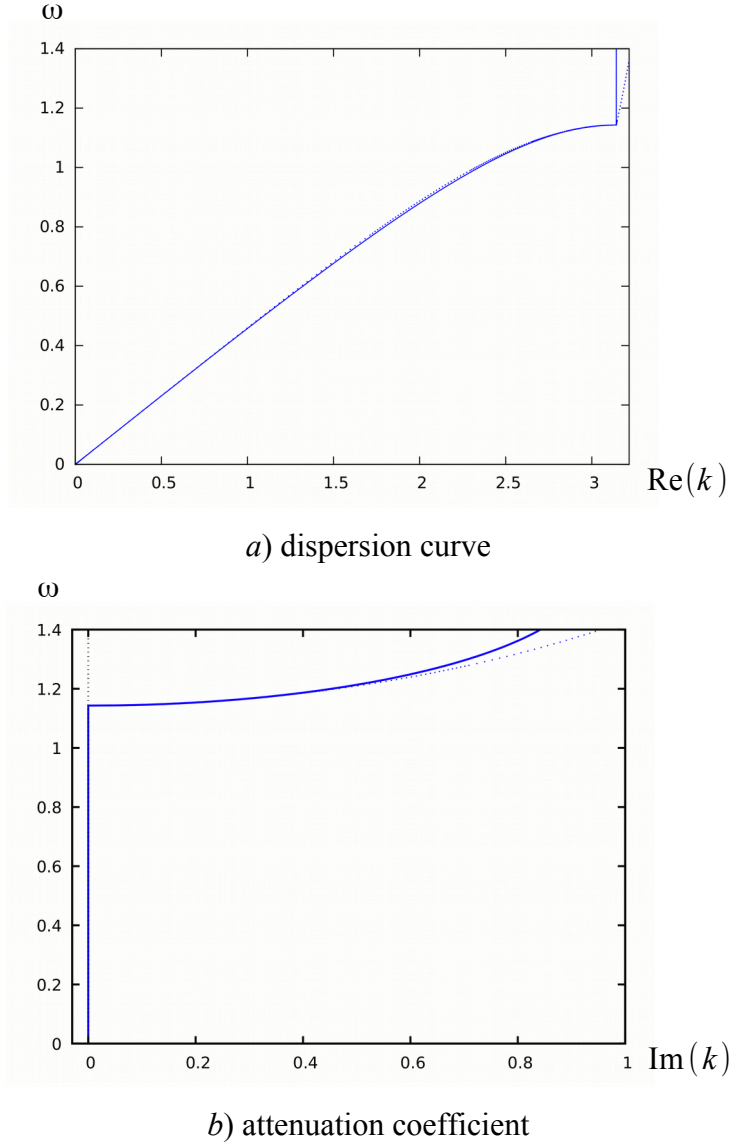 ω
1.4
1.2
1
0.8
0.6
0.4
0.2
0
0 0.5 1 1.5 2 2.5 3 Re(k)
a) dispersion curve
ω
1.4
1.2
1
0.8
0.6
0.4
0.2
0
0 0.2 0.4 0.6 0.8 1 Im(k)
b) attenuation coefficient